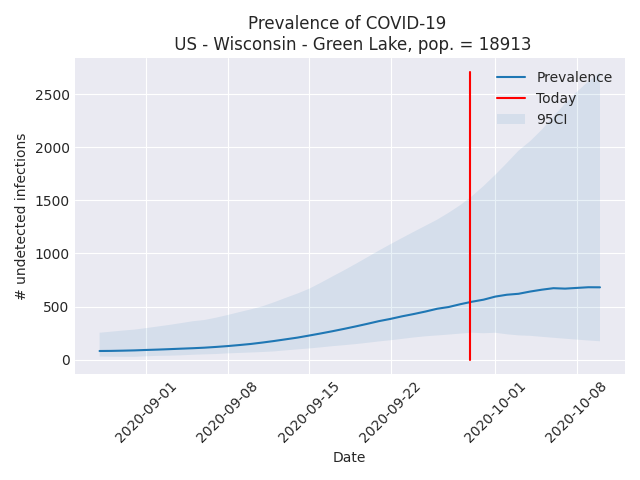 Prevalence of COVID-19
US - Wisconsin - Green Lake, pop. = 18913
Prevalence
Today
95CI
# undetected infections
2500
2000
1500
1000
500
0
2020-09-01
2020-09-08
2020-09-15
2020-09-22
2020-10-01
2020-10-08
Date